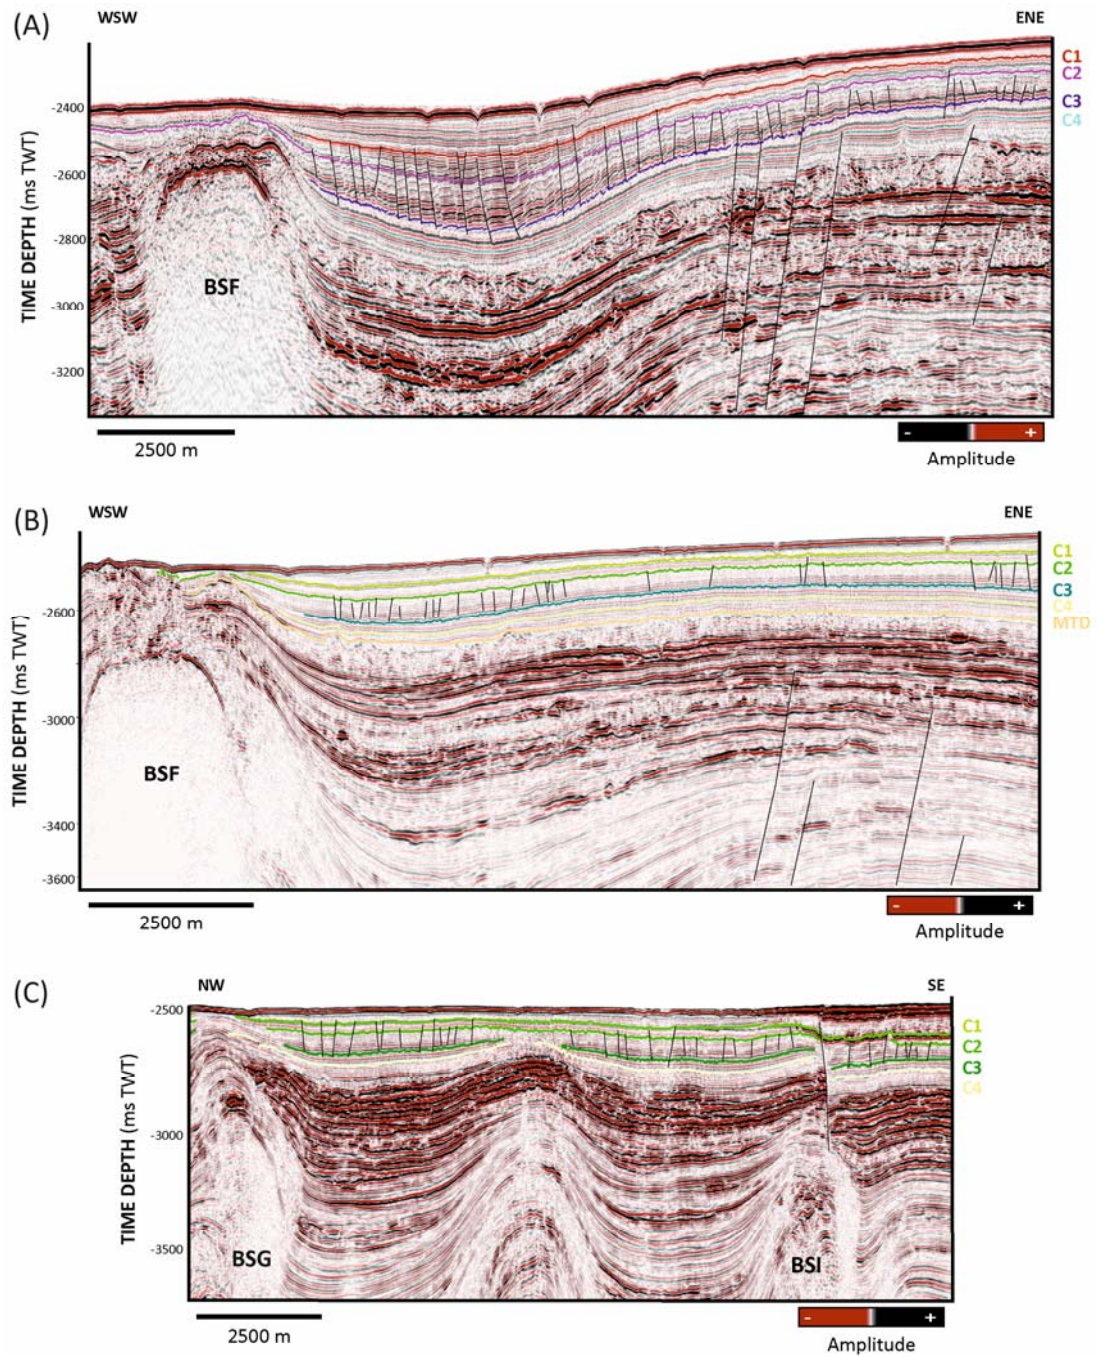 (A)
WSW
ENE
C1
C2
C3
C4
TIME DEPTH (ms TWT)
-2400
-2600
-2800
-3000
-3200
BSF
2500 m
- +
Amplitude
(B)
WSW
ENE
C1
C2
C3
C4
MTD
TIME DEPTH (ms TWT)
-2600
-3000
-3400
-3600
BSF
2500 m
- +
Amplitude
(C)
NW
SE
C1
C2
C3
C4
TIME DEPTH (ms TWT)
-2500
-3000
-3500
BSG
BSI
2500 m
- +
Amplitude